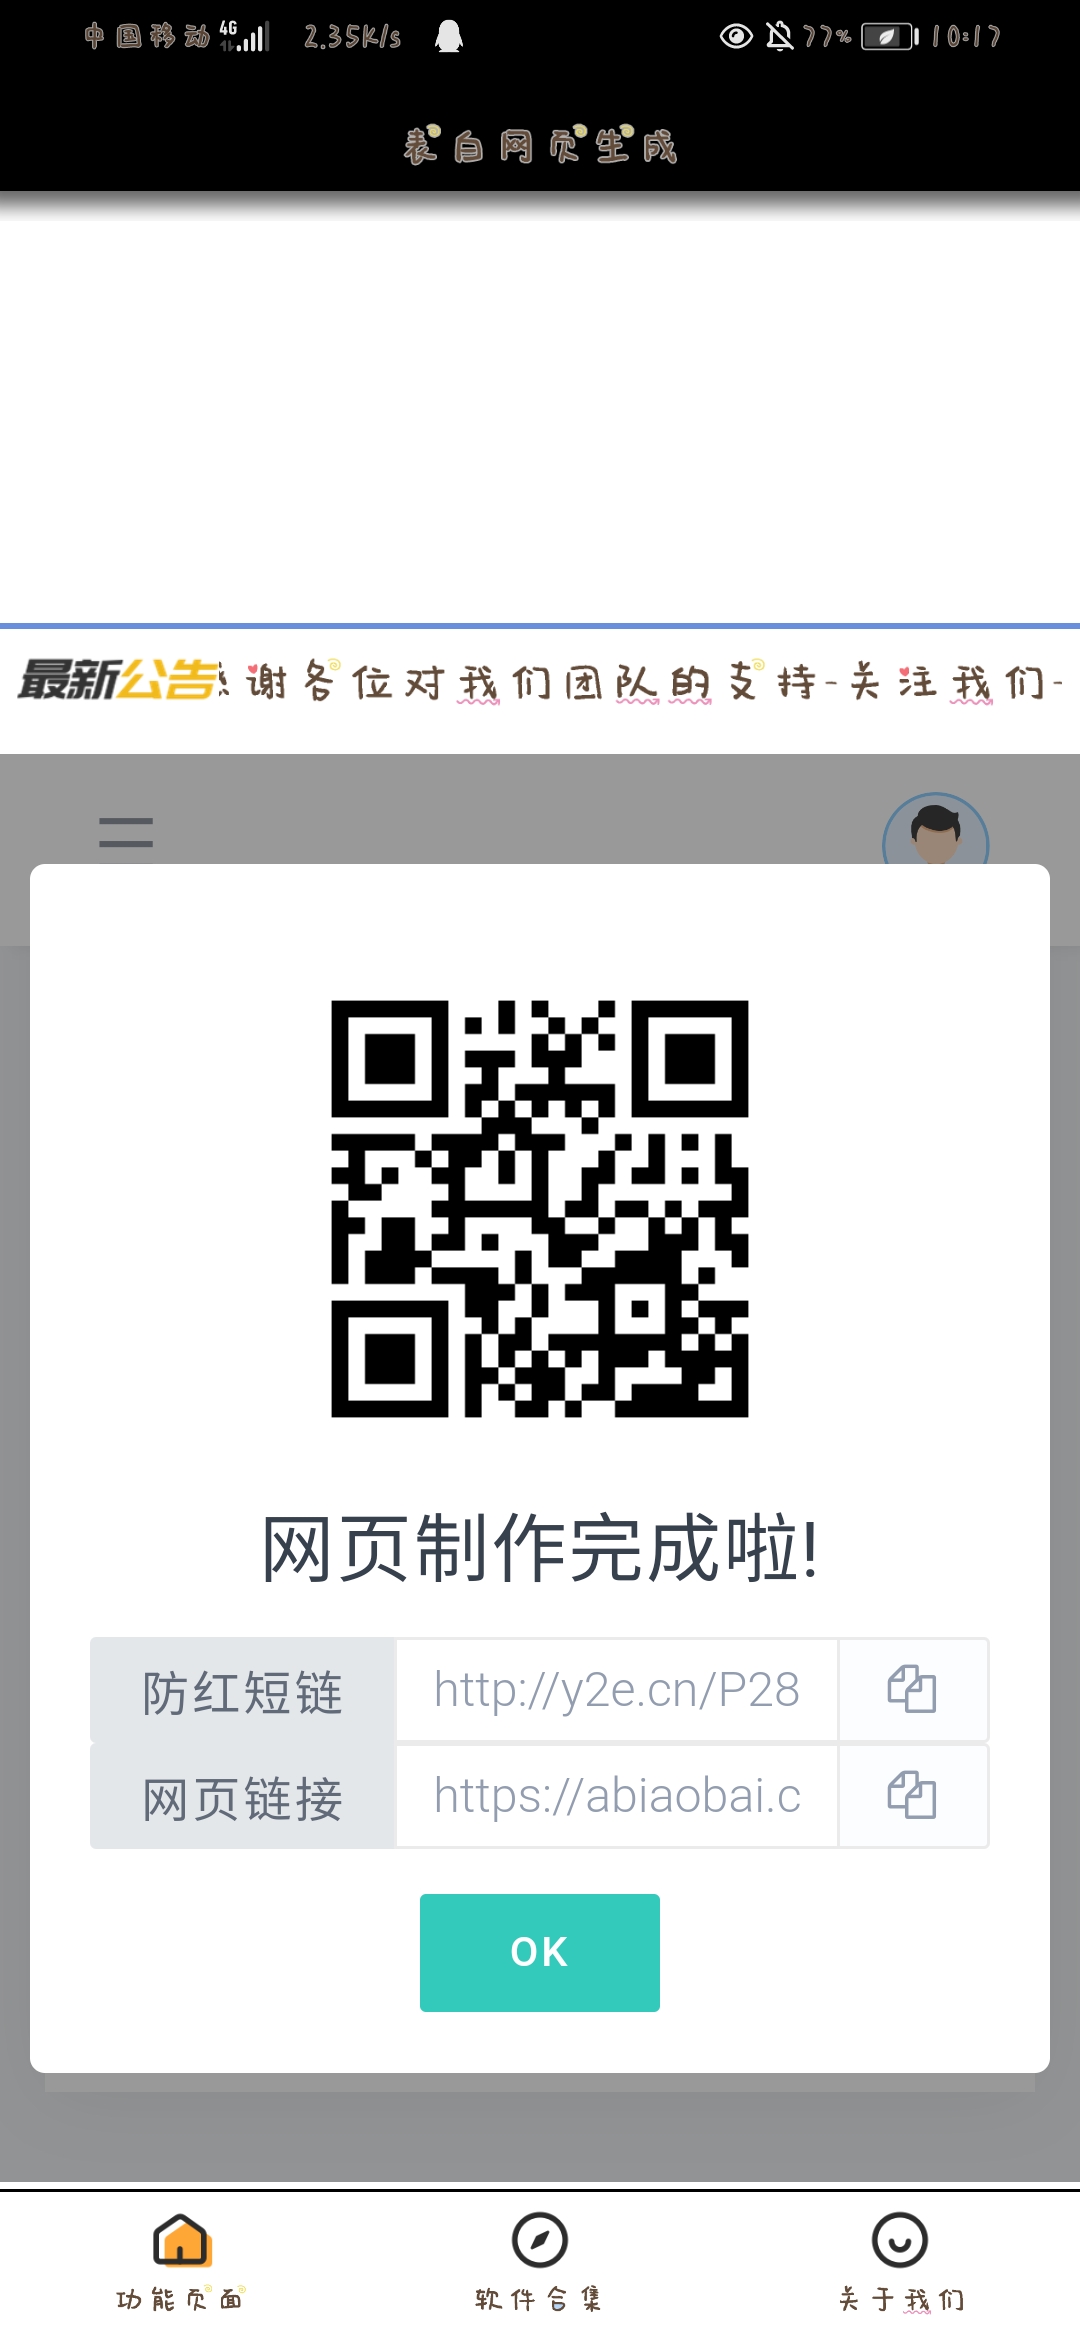 中国移动 4G 2.35K/s 77% 10:17
表白网页生成
最新公告 谢各位对我们团队的支持-关注我们-
网页制作完成啦!
防红短链 http://y2e.cn/P28
网页链接 https://abiaobai.c
OK
功能页面 软件合集 关于我们